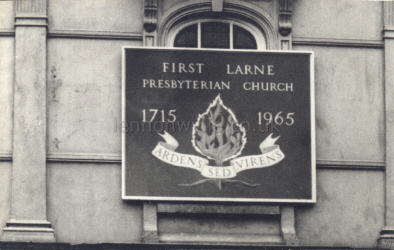 FIRST LARNE
PRESBYTERIAN CHURCH
1715 1965
ARDENS SED VIRENS